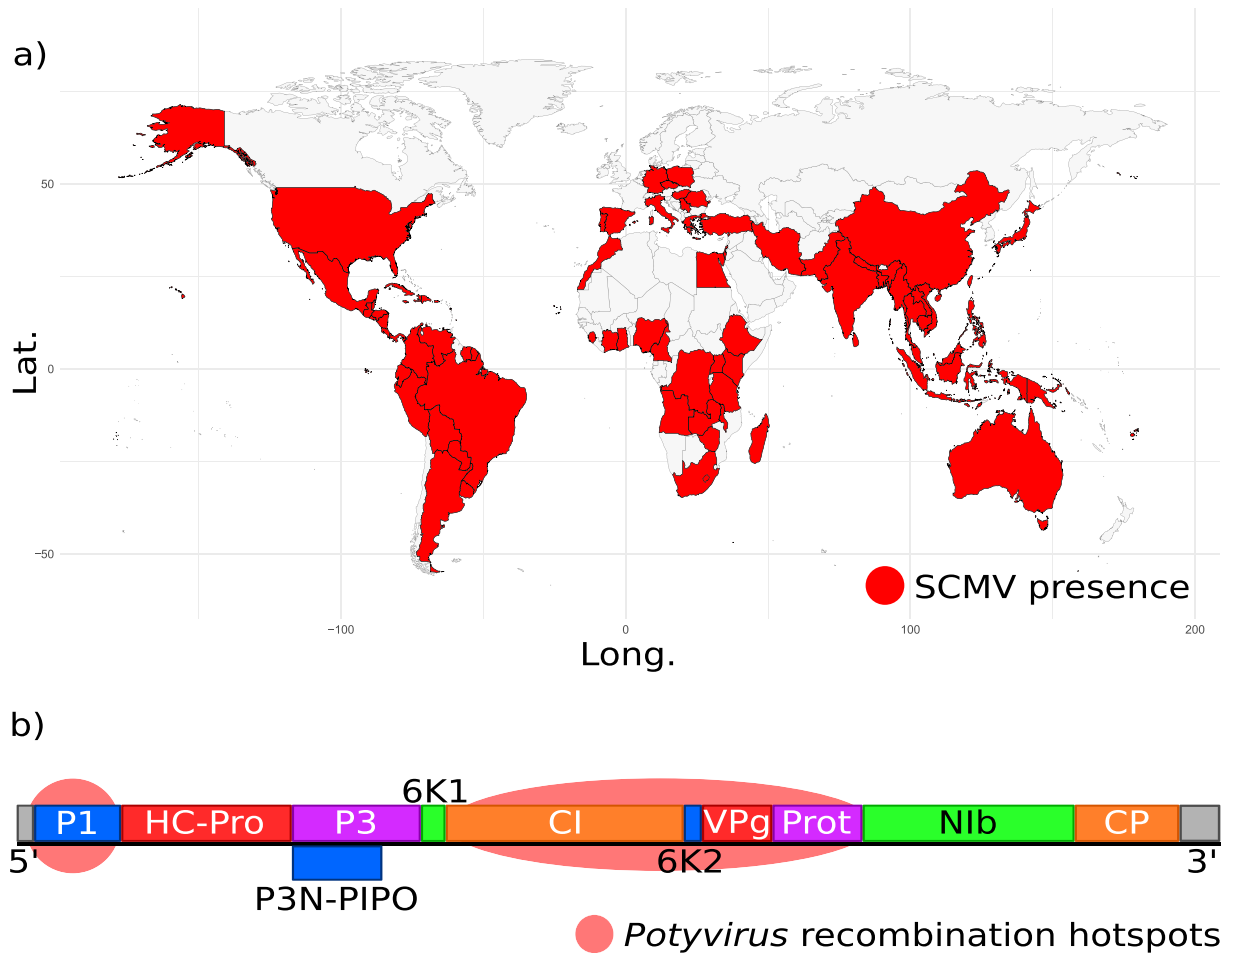 a)
50
0
−50
Lat.
SCMV presence
−100
0
100
200
Long.
b)
6K1
P1
HC-Pro
P3
CI
VPg
Prot
NIb
CP
5'
6K2
3'
P3N-PIPO
Potyvirus recombination hotspots